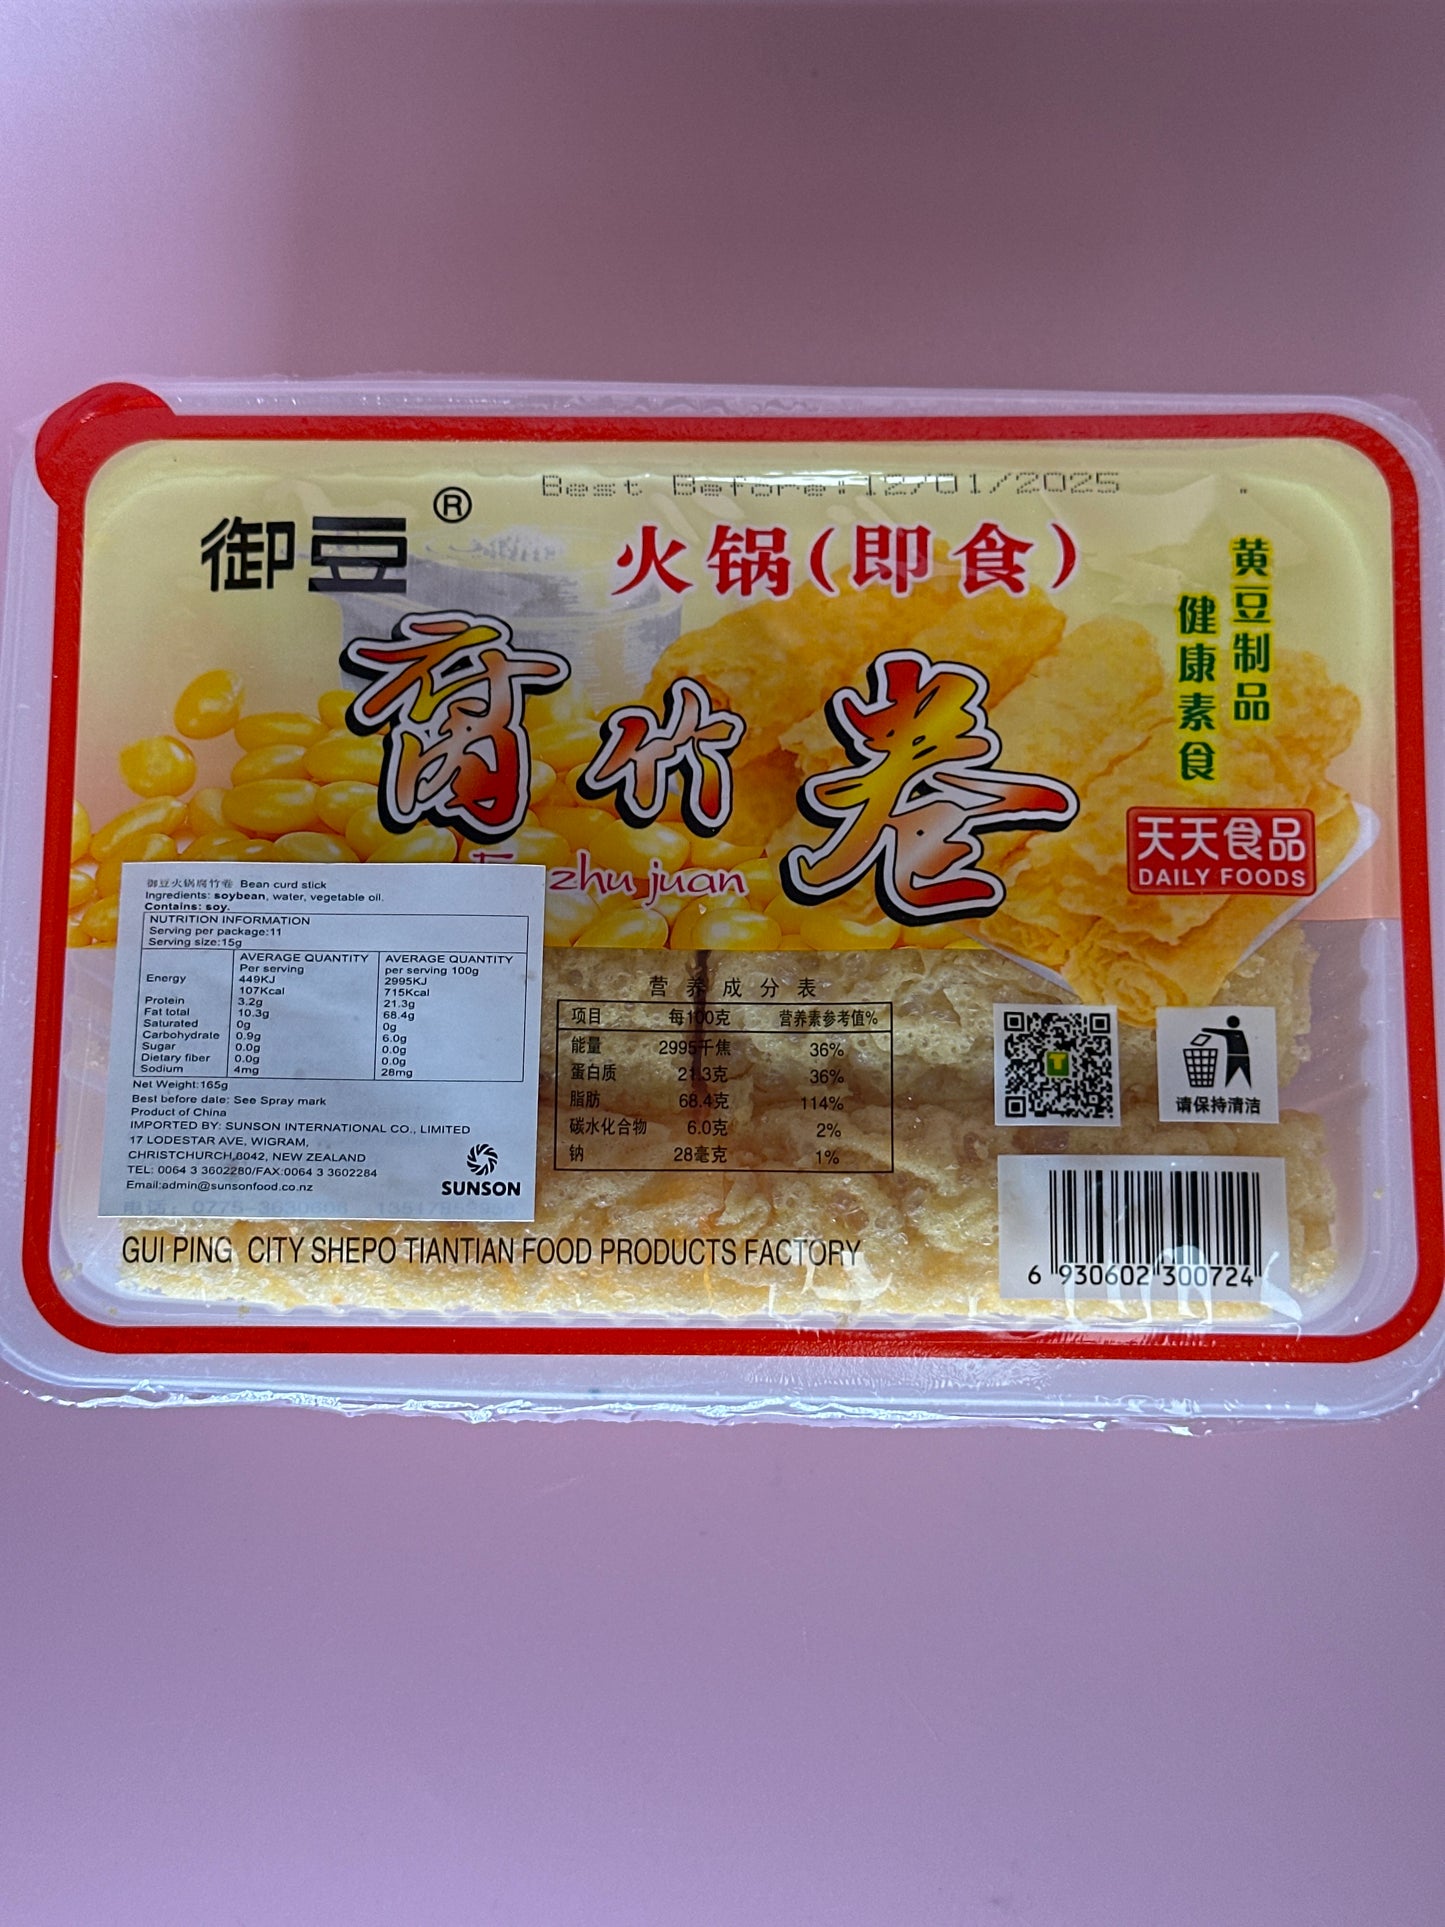 Best Before:12/01/2025
御豆®
火锅(即食)
腐竹卷
zhu juan
黄豆制品
健康素食
天天食品
DAILY FOODS
御豆火锅腐竹卷 Bean curd stick
Ingredients: soybean, water, vegetable oil.
Contains: soy.
NUTRITION INFORMATION
Serving per package:11
Serving size:15g
AVERAGE QUANTITY Per serving AVERAGE QUANTITY per serving 100g
Energy 449KJ 2995KJ
107Kcal 715Kcal
Protein 3.2g 21.3g
Fat total 10.3g 68.4g
Saturated 0g 0g
Carbohydrate 0.9g 6.0g
Sugar 0.0g 0.0g
Dietary fiber 0.0g 0.0g
Sodium 4mg 28mg
Net Weight:165g
Best before date: See Spray mark
Product of China
IMPORTED BY: SUNSON INTERNATIONAL CO., LIMITED
17 LODESTAR AVE, WIGRAM,
CHRISTCHURCH,8042, NEW ZEALAND
TEL: 0064 3 3602280/FAX:0064 3 3602284
Email:admin@sunsonfood.co.nz
SUNSON
营养成分表
项目 每100克 营养素参考值%
能量 2995千焦 36%
蛋白质 21.3克 36%
脂肪 68.4克 114%
碳水化合物 6.0克 2%
钠 28毫克 1%
T
请保持清洁
GUI PING CITY SHEPO TIANTIAN FOOD PRODUCTS FACTORY
6 930602 300724